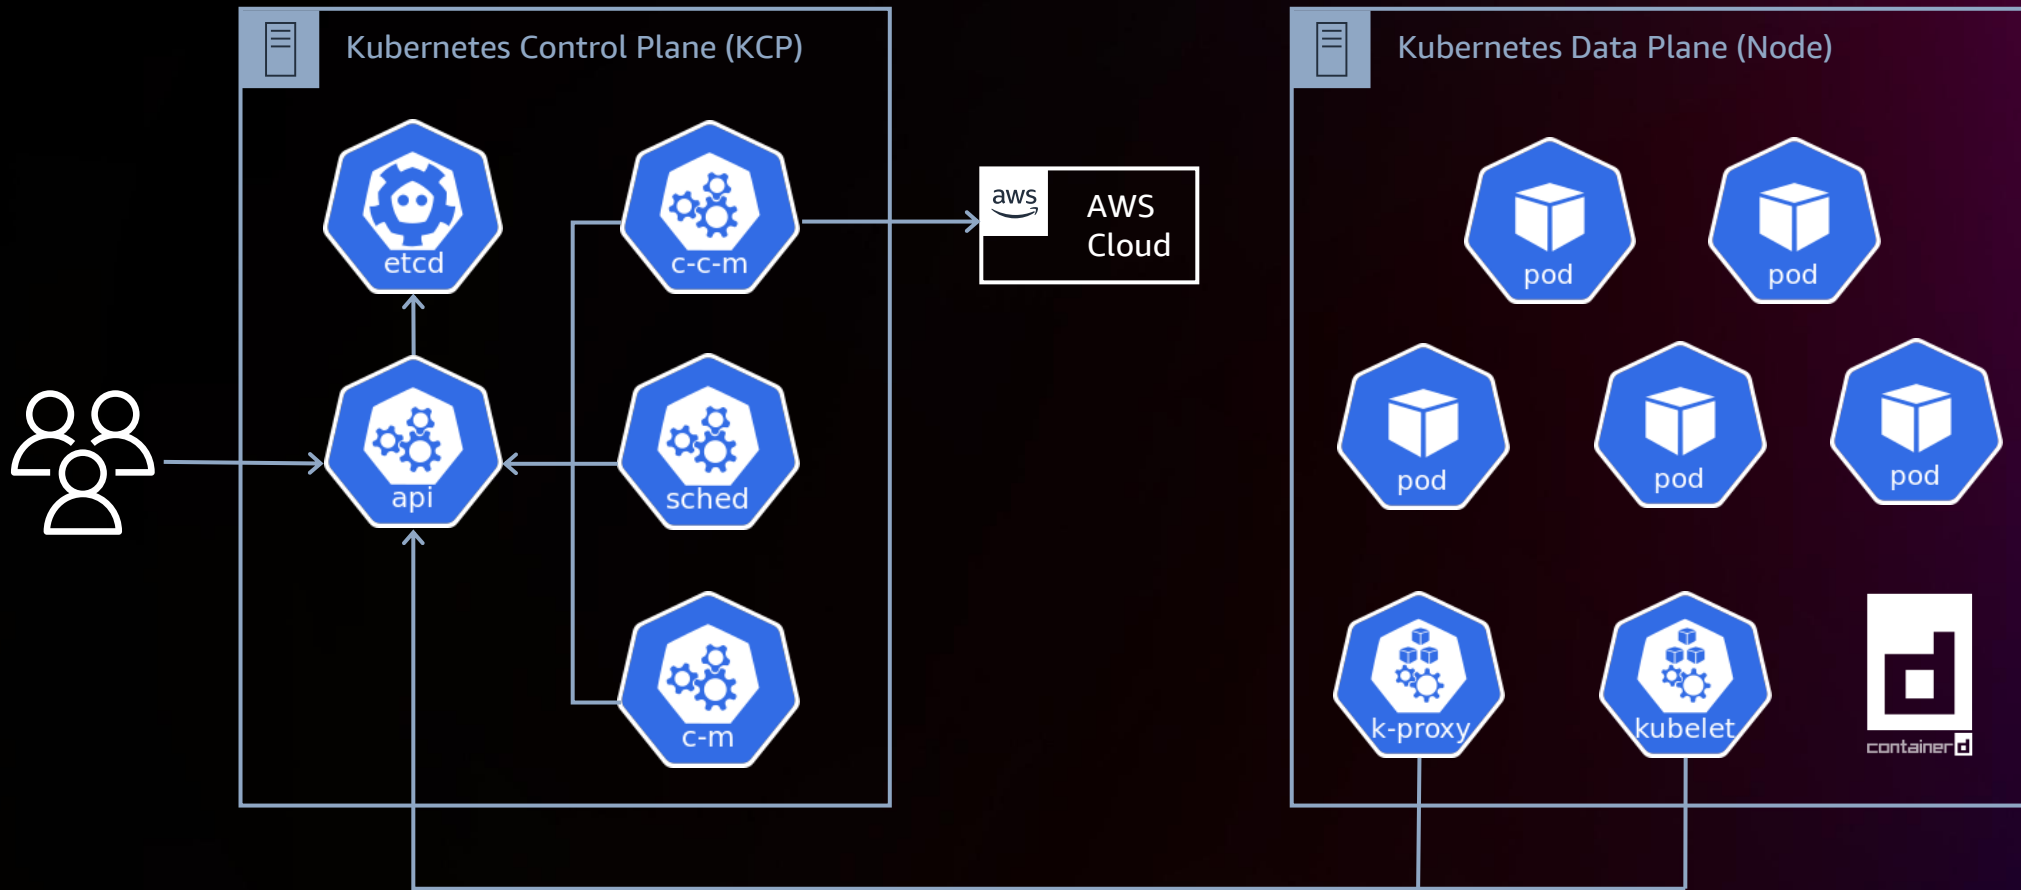 Kubernetes Control Plane (KCP)
Kubernetes Data Plane (Node)
etcd
c-c-m
aws
AWS
Cloud
pod
pod
api
sched
pod
pod
pod
c-m
k-proxy
kubelet
containerd